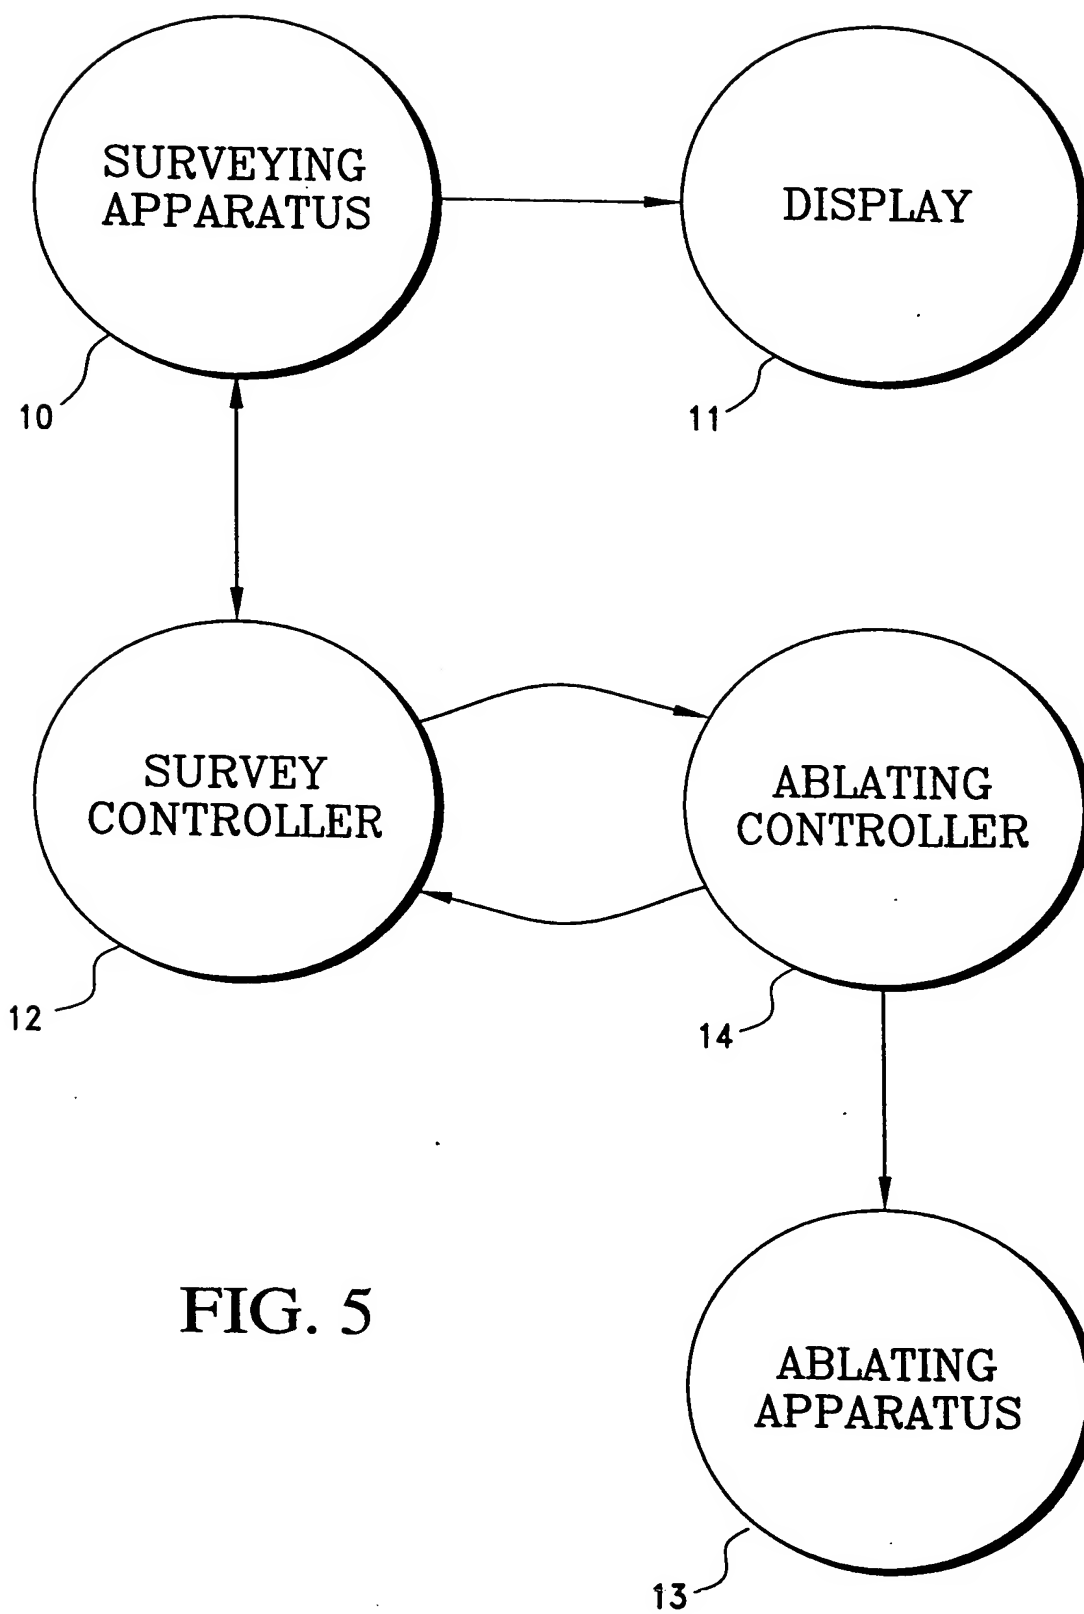 SURVEYING
APPARATUS
DISPLAY
10
11
SURVEY
CONTROLLER
ABLATING
CONTROLLER
12
14
FIG. 5
ABLATING
APPARATUS
13